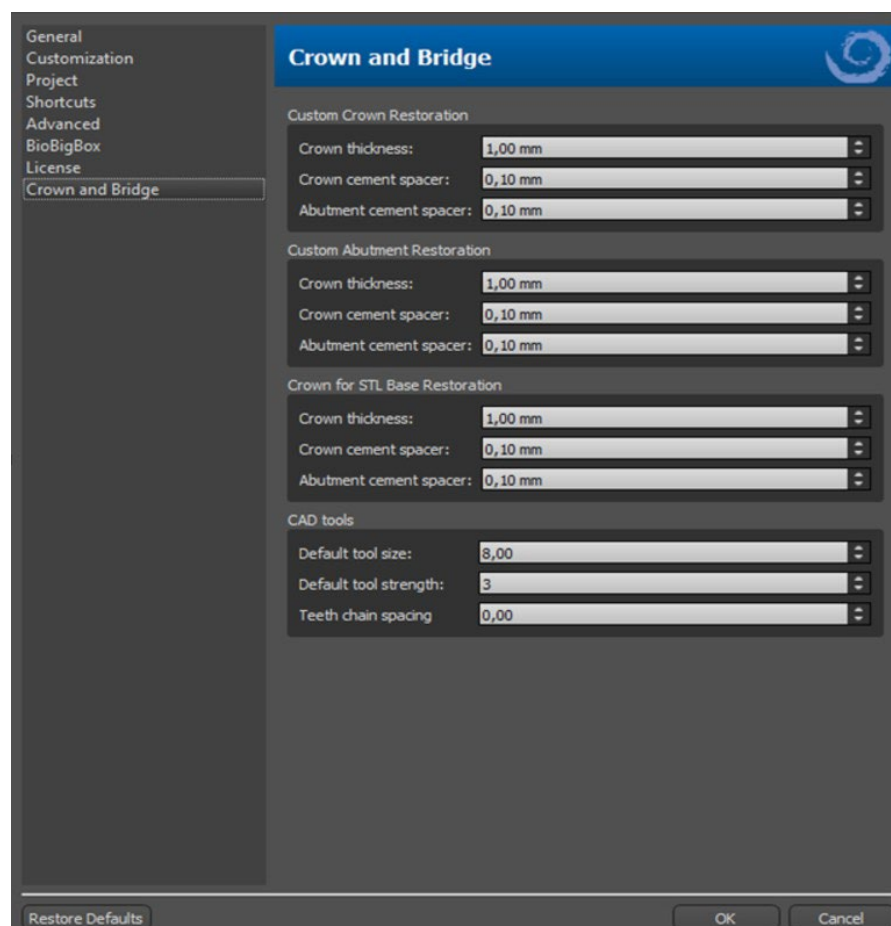 General
Customization
Project
Shortcuts
Advanced
BioBigBox
License
Crown and Bridge
Crown and Bridge
Custom Crown Restoration
Crown thickness: 1,00 mm
Crown cement spacer: 0,10 mm
Abutment cement spacer: 0,10 mm
Custom Abutment Restoration
Crown thickness: 1,00 mm
Crown cement spacer: 0,10 mm
Abutment cement spacer: 0,10 mm
Crown for STL Base Restoration
Crown thickness: 1,00 mm
Crown cement spacer: 0,10 mm
Abutment cement spacer: 0,10 mm
CAD tools
Default tool size: 8,00
Default tool strength: 3
Teeth chain spacing 0,00
Restore Defaults OK Cancel